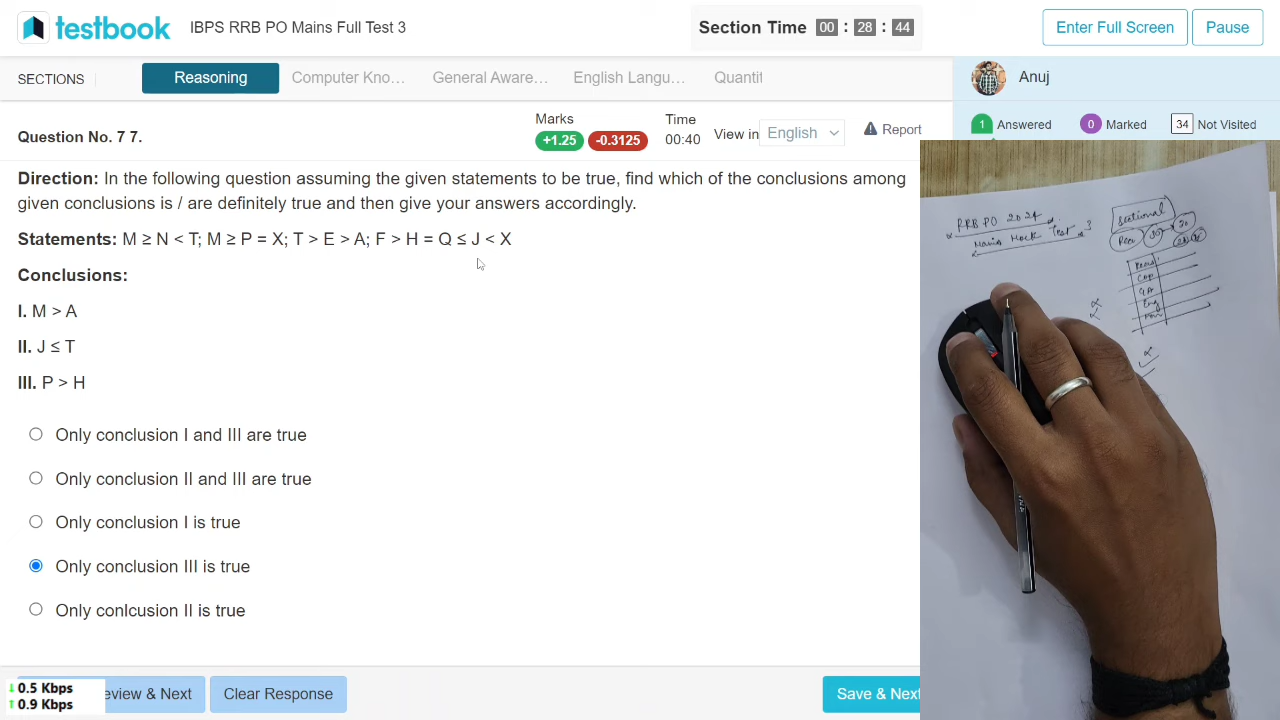 testbook
IBPS RRB PO Mains Full Test 3
Section Time 00 : 28 : 44
Enter Full Screen
Pause
SECTIONS
Reasoning
Computer Kno...
General Aware...
English Langu...
Quantit
Anuj
1 Answered
0 Marked
34 Not Visited
Question No. 7 7.
Marks
+1.25 -0.3125
Time
00:40
View in English
Report
Direction: In the following question assuming the given statements to be true, find which of the conclusions among
given conclusions is / are definitely true and then give your answers accordingly.
Statements: M ≥ N < T; M ≥ P = X; T > E > A; F > H = Q ≤ J < X
Conclusions:
I. M > A
II. J ≤ T
III. P > H
Only conclusion I and III are true
Only conclusion II and III are true
Only conclusion I is true
Only conclusion III is true
Only conlcusion II is true
RRB PO 2024
Mains Mock Test 3
Sectional
eview & Next
Clear Response
Save & Nex
0.5 Kbps
0.9 Kbps